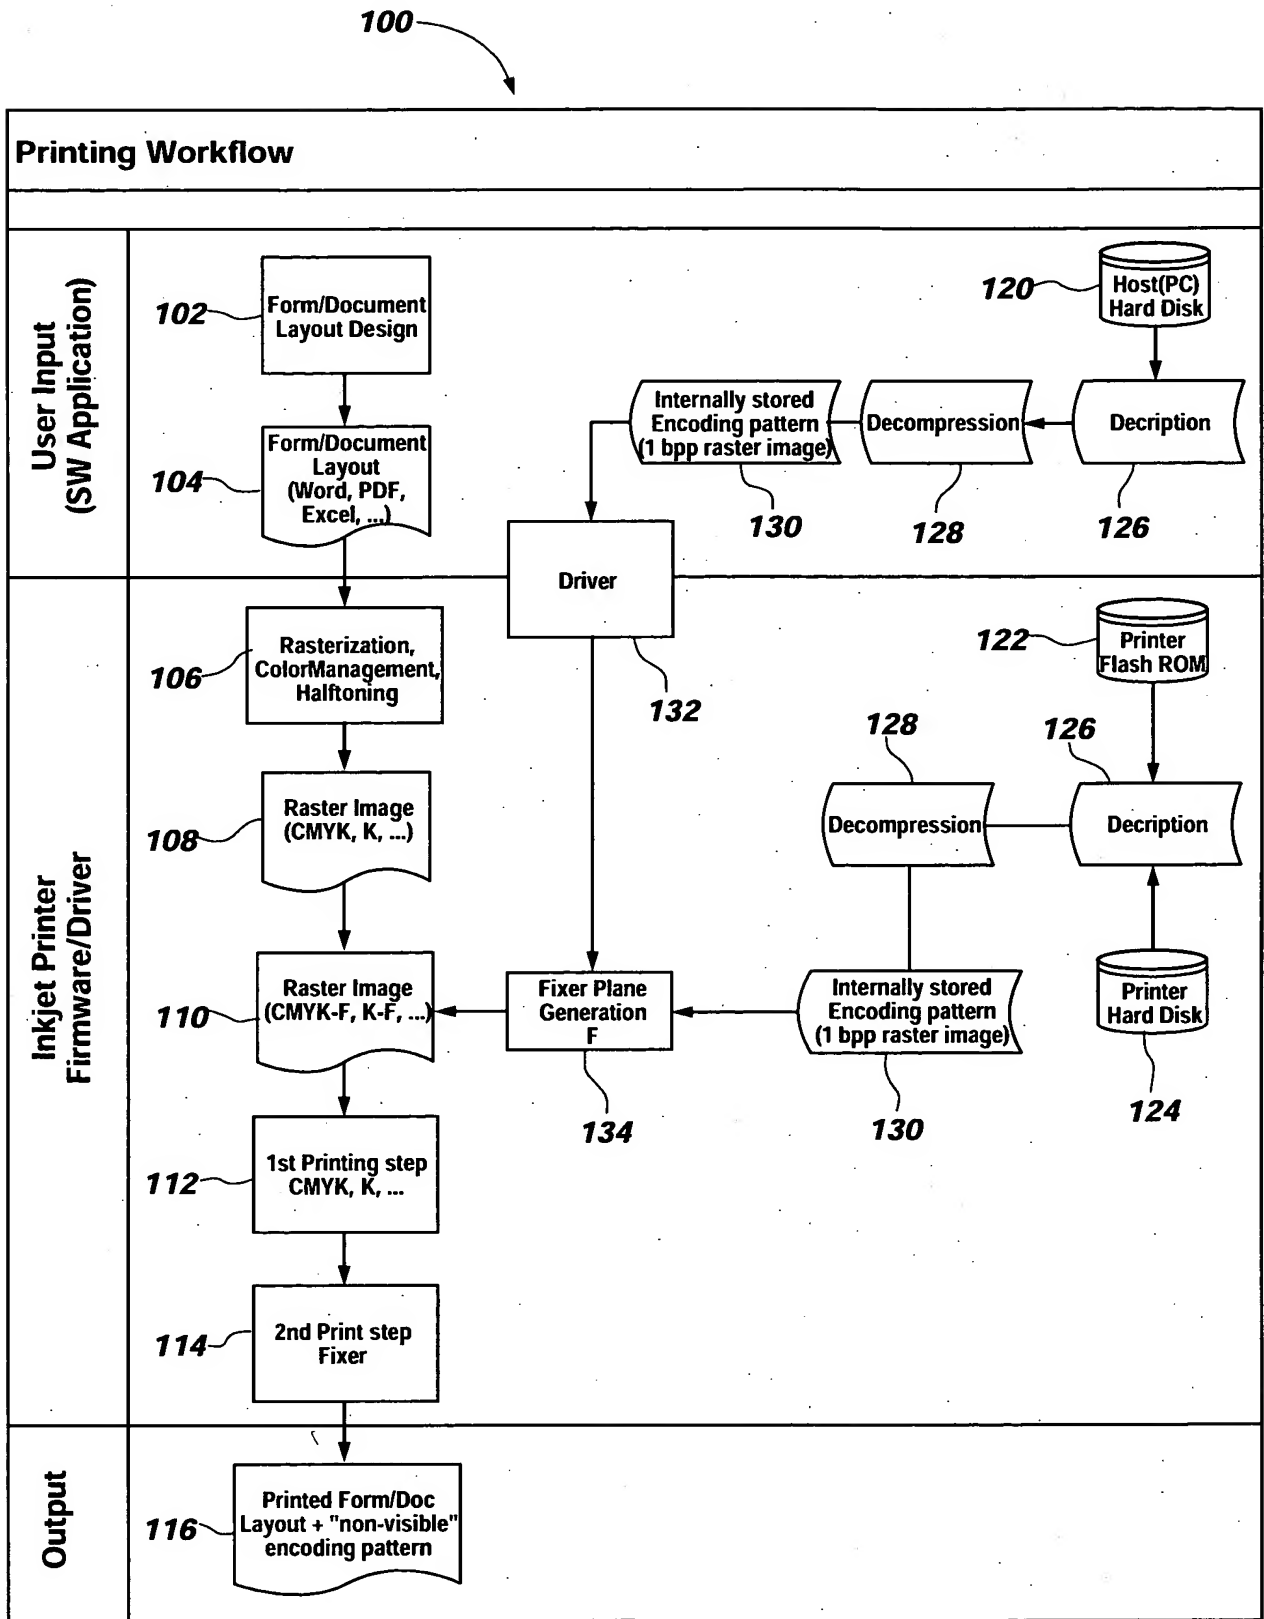 100
Printing Workflow
User Input
(SW Application)
102
Form/Document
Layout Design
104
Form/Document
Layout
(Word, PDF,
Excel, ...)
120
Host(PC)
Hard Disk
Internally stored
Encoding pattern
(1 bpp raster image)
130
Decompression
128
Decription
126
Driver
132
Inkjet Printer
Firmware/Driver
106
Rasterization,
ColorManagement,
Halftoning
122
Printer
Flash ROM
108
Raster Image
(CMYK, K, ...)
128
Decompression
126
Decription
110
Raster Image
(CMYK-F, K-F, ...)
Fixer Plane
Generation
F
134
Internally stored
Encoding pattern
(1 bpp raster image)
130
Printer
Hard Disk
124
112
1st Printing step
CMYK, K, ...
114
2nd Print step
Fixer
Output
116
Printed Form/Doc
Layout + "non-visible"
encoding pattern